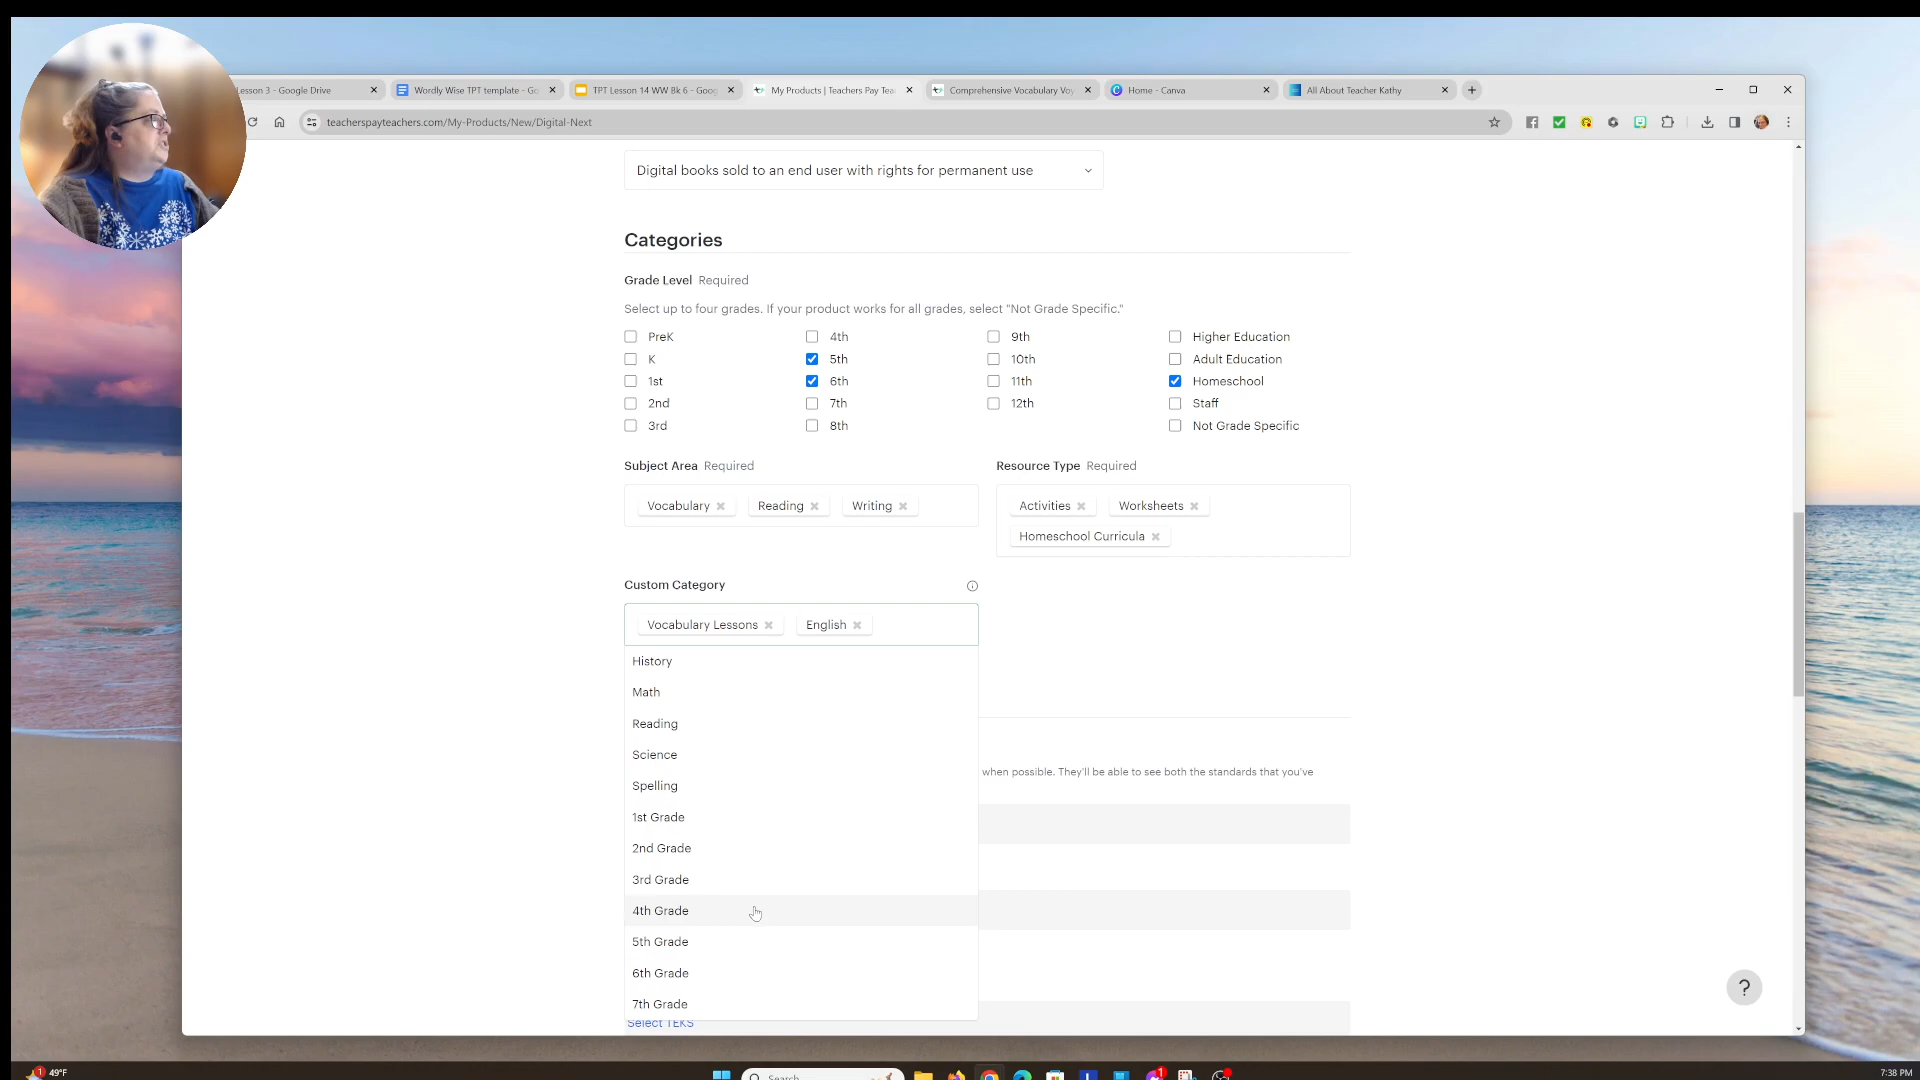 Lesson 3 - Google Drive
Wordly Wise TPT template - Go
TPT Lesson 14 WW Bk 6 - Goog
My Products | Teachers Pay Tea
Comprehensive Vocabulary Voy
Home - Canva
All About Teacher Kathy
teacherspayteachers.com/My-Products/New/Digital-Next
Digital books sold to an end user with rights for permanent use
Categories
Grade Level Required
Select up to four grades. If your product works for all grades, select "Not Grade Specific."
PreK 4th 9th Higher Education
K 5th 10th Adult Education
1st 6th 11th Homeschool
2nd 7th 12th Staff
3rd 8th Not Grade Specific
Subject Area Required Resource Type Required
Vocabulary Reading Writing Activities Worksheets
Homeschool Curricula
Custom Category
Vocabulary Lessons English
History
Math
Reading
Science
when possible. They'll be able to see both the standards that you've
Spelling
1st Grade
2nd Grade
3rd Grade
4th Grade
5th Grade
6th Grade
7th Grade
Select TEKS
?
1 49°F
Search
1
7:38 PM